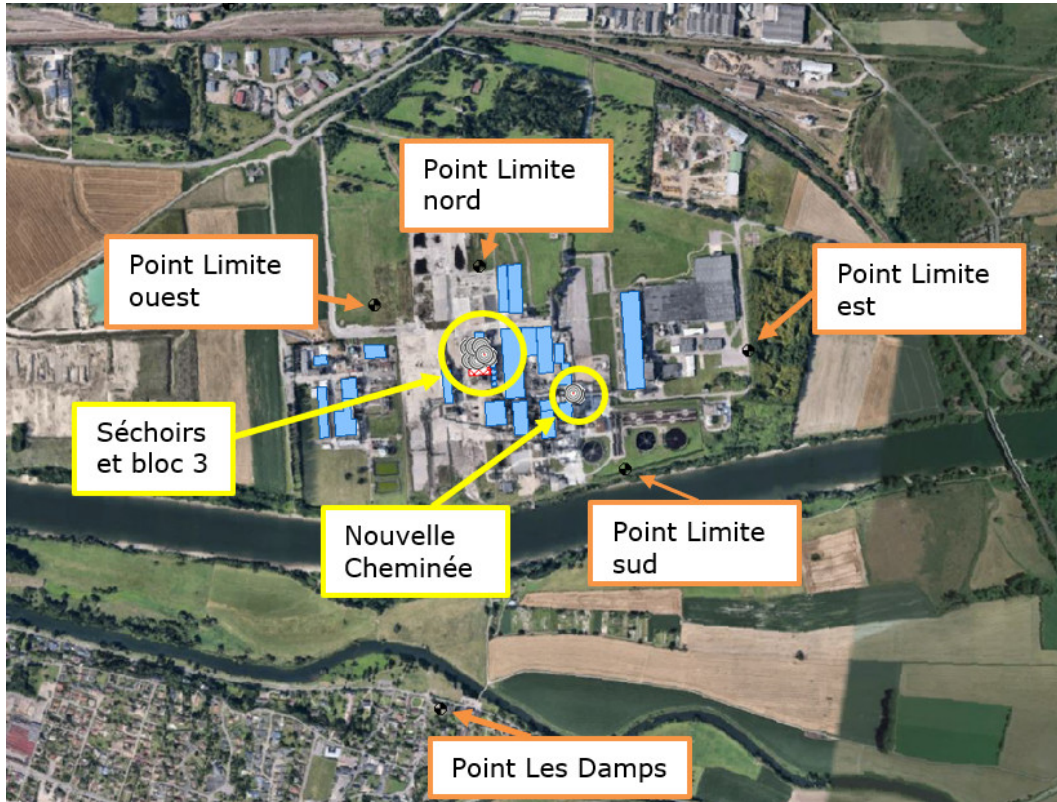 Point Limite
nord
Point Limite
ouest
Point Limite
est
Séchoirs
et bloc 3
Nouvelle
Cheminée
Point Limite
sud
Point Les Damps